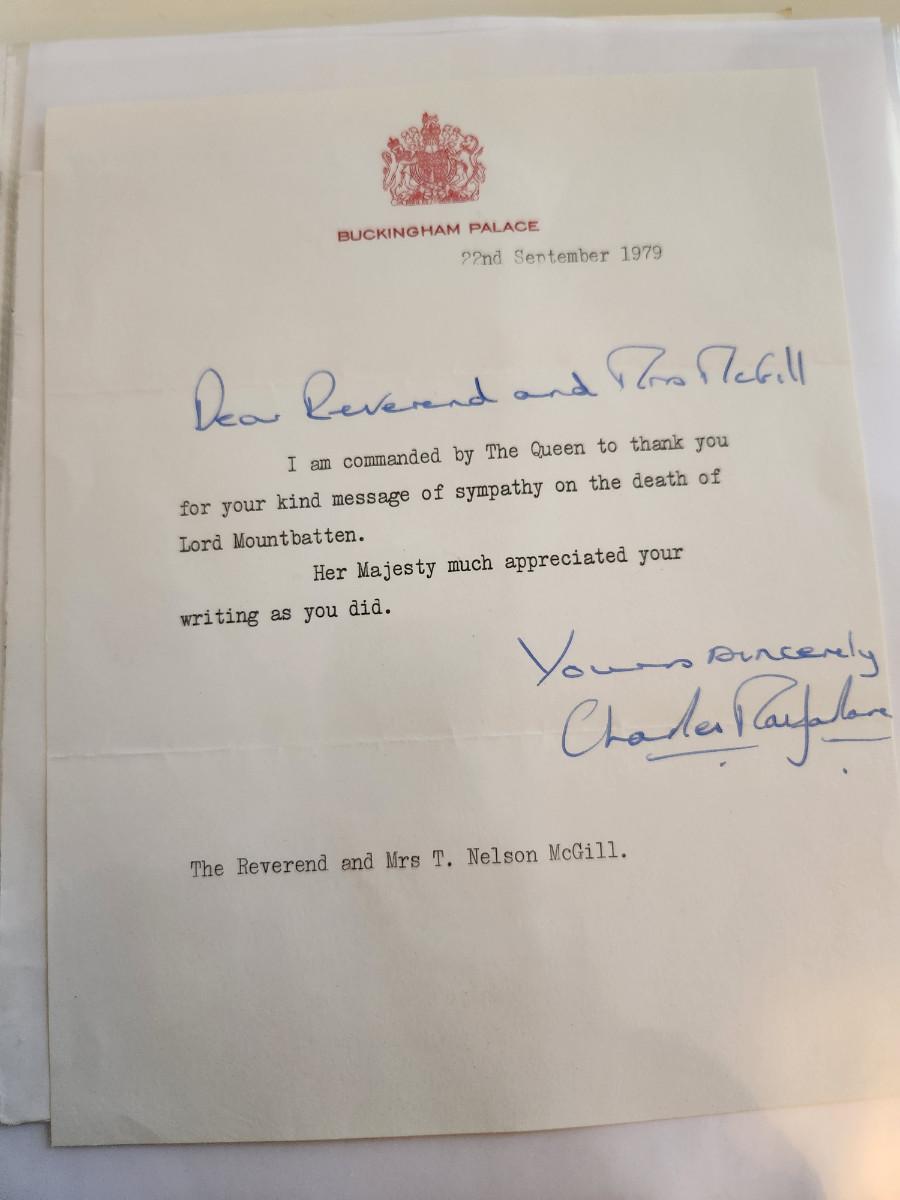 BUCKINGHAM PALACE
22nd September 1979
Dear Reverend and Mrs McGill
I am commanded by The Queen to thank you
for your kind message of sympathy on the death of
Lord Mountbatten.
Her Majesty much appreciated your
writing as you did.
Yours sincerely
Charles
The Reverend and Mrs T. Nelson McGill.